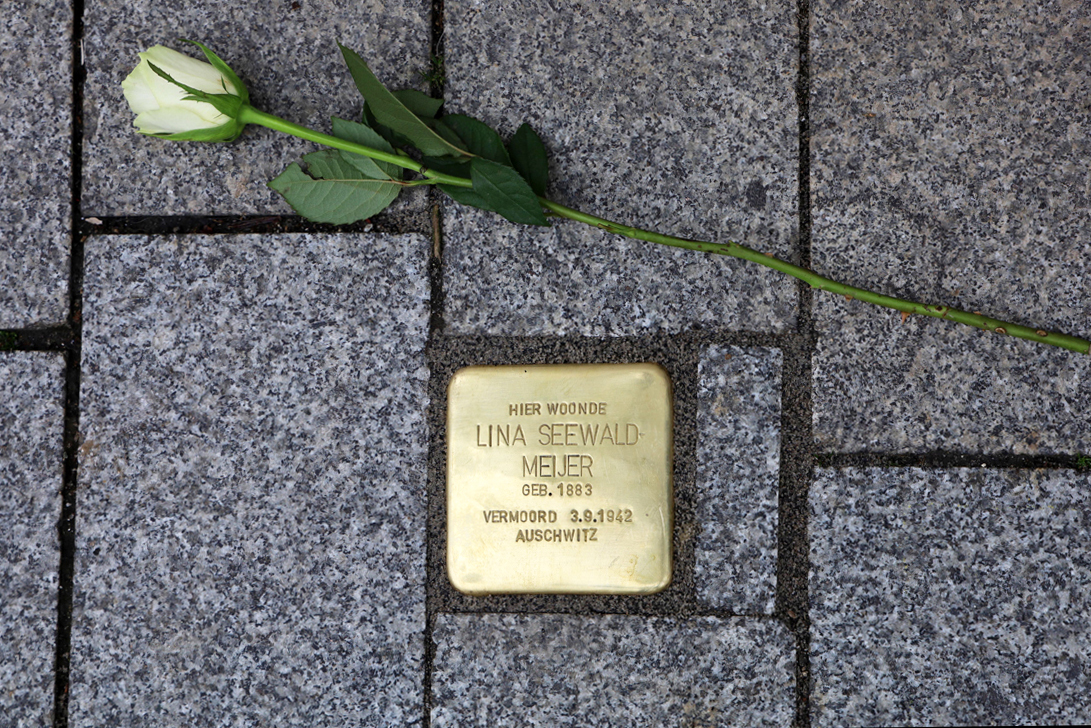 HIER WOONDE
LINA SEEWALD-
MEIJER
GEB. 1883
VERMOORD 3.9.1942
AUSCHWITZ